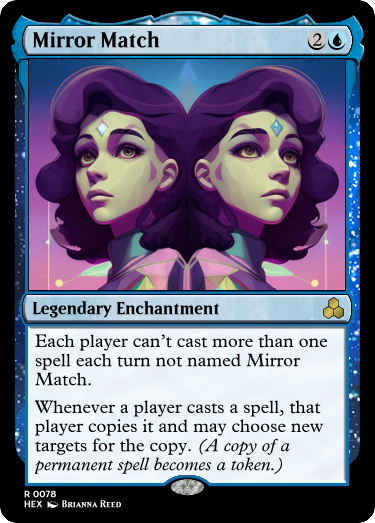 Mirror Match 2
Legendary Enchantment
Each player can't cast more than one
spell each turn not named Mirror
Match.
Whenever a player casts a spell, that
player copies it and may choose new
targets for the copy. (A copy of a
permanent spell becomes a token.)
R 0078
HEX Brianna Reed